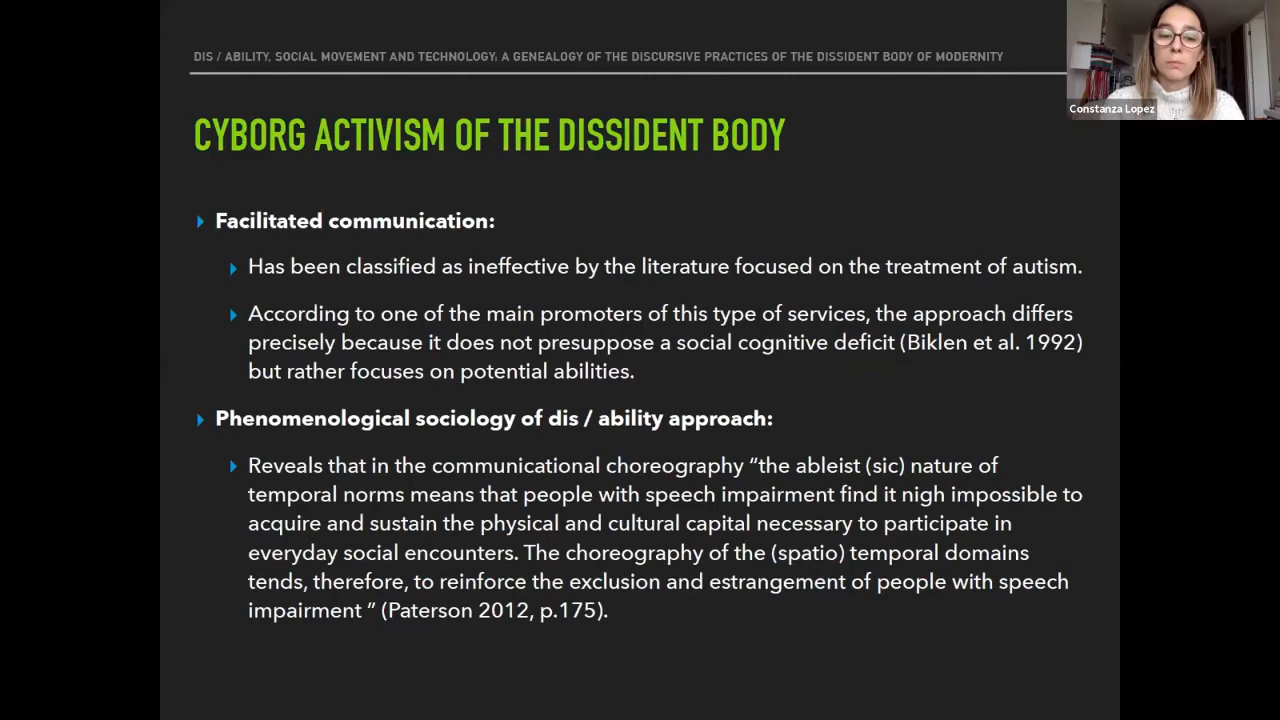 DIS / ABILITY, SOCIAL MOVEMENT AND TECHNOLOGY: A GENEALOGY OF THE DISCURSIVE PRACTICES OF THE DISSIDENT BODY OF MODERNITY
Constanza Lopez
CYBORG ACTIVISM OF THE DISSIDENT BODY
Facilitated communication:
Has been classified as ineffective by the literature focused on the treatment of autism.
According to one of the main promoters of this type of services, the approach differs
precisely because it does not presuppose a social cognitive deficit (Biklen et al. 1992)
but rather focuses on potential abilities.
Phenomenological sociology of dis / ability approach:
Reveals that in the communicational choreography “the ableist (sic) nature of
temporal norms means that people with speech impairment find it nigh impossible to
acquire and sustain the physical and cultural capital necessary to participate in
everyday social encounters. The choreography of the (spatio) temporal domains
tends, therefore, to reinforce the exclusion and estrangement of people with speech
impairment ” (Paterson 2012, p.175).